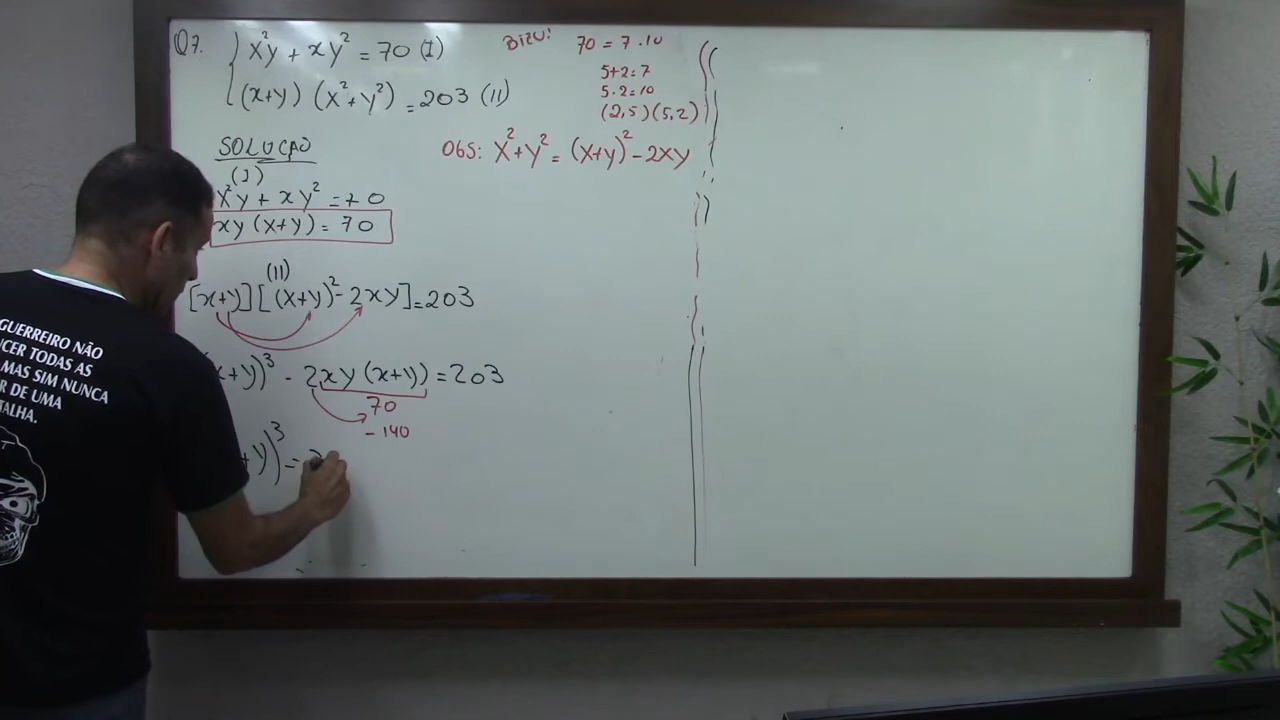 Q7. x²y + xy² = 70 (I)
(x+y) (x²+y²) = 203 (II)
BIZU: 70 = 7 . 10
5+2=7
5.2=10
(2,5)(5,2)
OBS: x²+y² = (x+y)² - 2xy
SOLUÇÃO
(I)
x²y + xy² = 70
xy (x+y) = 70
(II)
[x+y][(x+y)² - 2xy] = 203
x+y)³ - 2xy (x+y) = 203
70
- 140
+ y)³ =
GUERREIRO NÃO
CER TODAS AS
MAS SIM NUNCA
R DE UMA
TALHA.